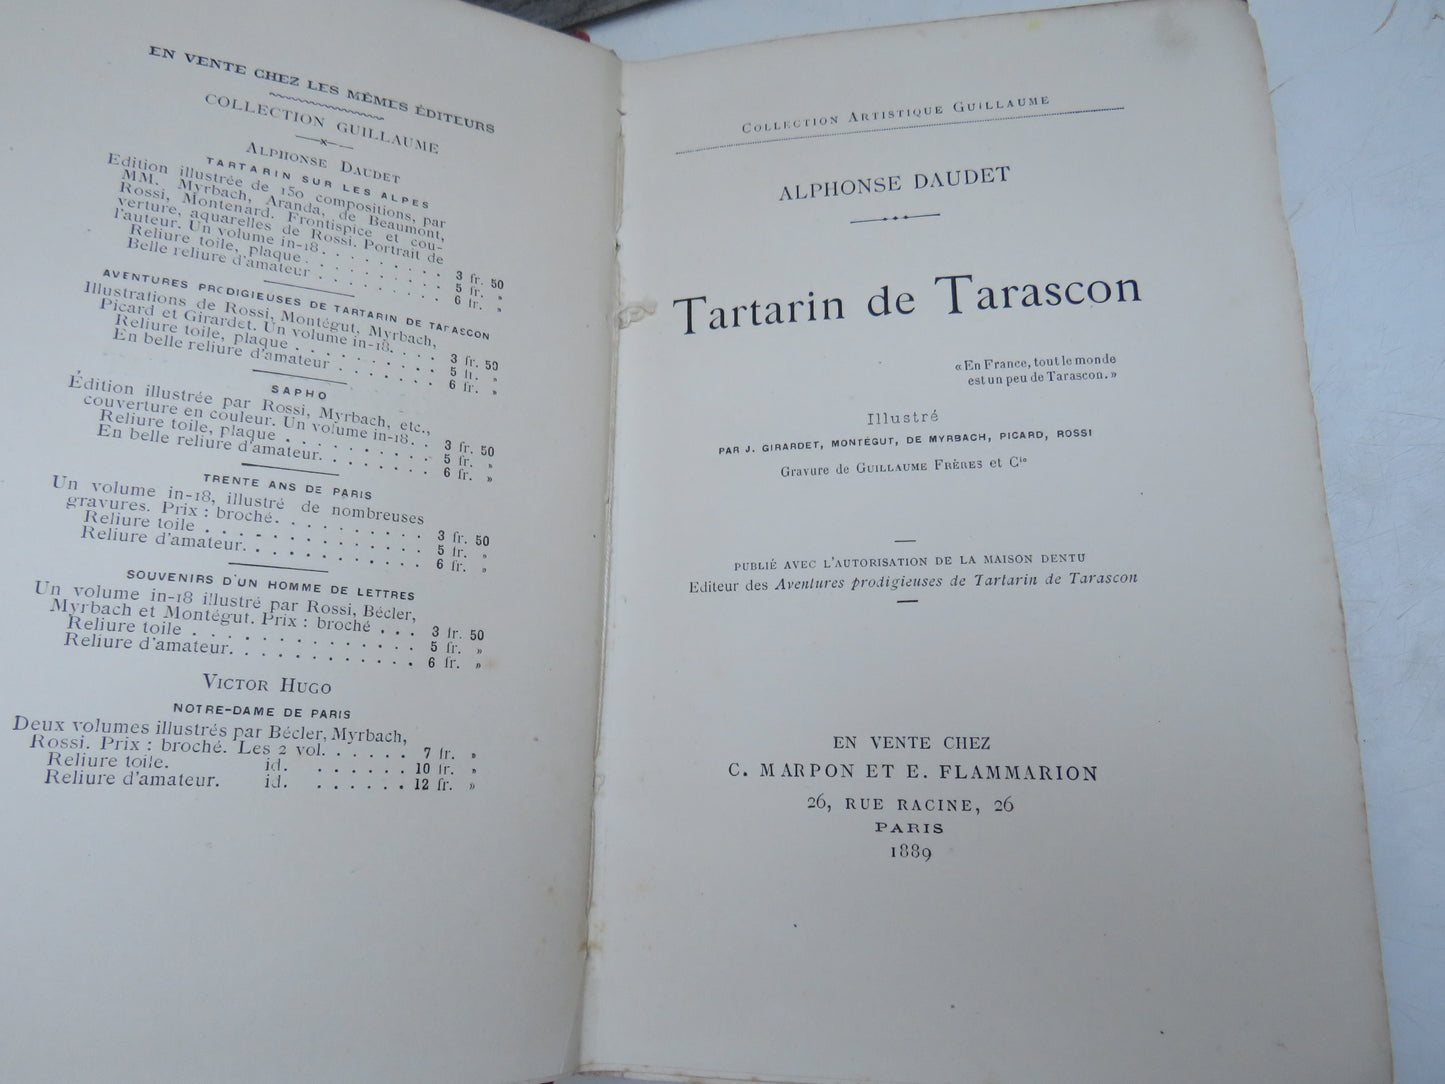 EN VENTE CHEZ LES MÊMES ÉDITEURS
COLLECTION GUILLAUME
ALPHONSE DAUDET
TARTARIN SUR LES ALPES
Edition illustrée de 150 compositions, par
MM. Myrbach, Aranda, de Beaumont,
Rossi, Montenard. Frontispice et cou-
verture, aquarelles de Rossi. Portrait de
l'auteur. Un volume in-18. . . . . . . . . 3 fr. 50
Reliure toile, plaque . . . . . . . . . 5 fr. »
Belle reliure d'amateur . . . . . . . . 6 fr. »
AVENTURES PRODIGIEUSES DE TARTARIN DE TARASCON
Illustrations de Rossi, Montégut, Myrbach,
Picard et Girardet. Un volume in-18. . . . 3 fr. 50
Reliure toile, plaque . . . . . . . . . 5 fr. »
En belle reliure d'amateur . . . . . . . 6 fr. »
SAPHO
Édition illustrée par Rossi, Myrbach, etc.,
couverture en couleur. Un volume in-18. . 3 fr. 50
Reliure toile, plaque . . . . . . . . . 5 fr. »
En belle reliure d'amateur. . . . . . . . 6 fr. »
TRENTE ANS DE PARIS
Un volume in-18, illustré de nombreuses
gravures. Prix : broché. . . . . . . . . . 3 fr. 50
Reliure toile . . . . . . . . . . . . . 5 fr. »
Reliure d'amateur. . . . . . . . . . . . 6 fr. »
SOUVENIRS D'UN HOMME DE LETTRES
Un volume in-18 illustré par Rossi, Bécler,
Myrbach et Montégut. Prix : broché . . . 3 fr. 50
Reliure toile . . . . . . . . . . . . . 5 fr. »
Reliure d'amateur. . . . . . . . . . . . 6 fr. »
VICTOR HUGO
NOTRE-DAME DE PARIS
Deux volumes illustrés par Bécler, Myrbach,
Rossi. Prix : broché. Les 2 vol. . . . . . 7 fr. »
Reliure toile. id. . . . . . . 10 fr. »
Reliure d'amateur. id. . . . . . . 12 fr. »
COLLECTION ARTISTIQUE GUILLAUME
ALPHONSE DAUDET
Tartarin de Tarascon
« En France, tout le monde
est un peu de Tarascon. »
Illustré
PAR J. GIRARDET, MONTÉGUT, DE MYRBACH, PICARD, ROSSI
Gravure de GUILLAUME FRÈRES et Cie
PUBLIÉ AVEC L'AUTORISATION DE LA MAISON DENTU
Editeur des Aventures prodigieuses de Tartarin de Tarascon
EN VENTE CHEZ
C. MARPON ET E. FLAMMARION
26, RUE RACINE, 26
PARIS
1889